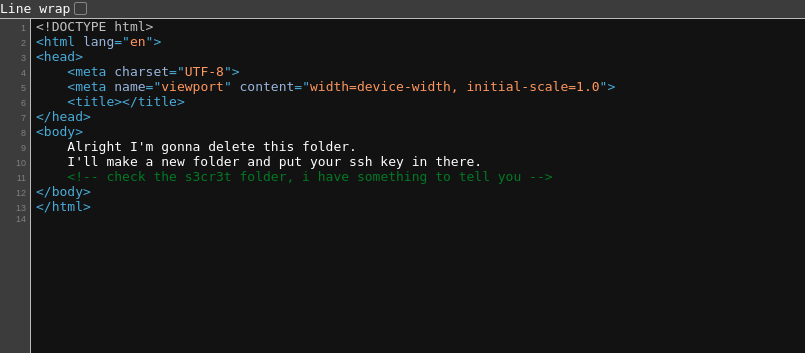 Line wrap
1 <!DOCTYPE html>
2 <html lang="en">
3 <head>
4     <meta charset="UTF-8">
5     <meta name="viewport" content="width=device-width, initial-scale=1.0">
6     <title></title>
7 </head>
8 <body>
9     Alright I'm gonna delete this folder.
10     I'll make a new folder and put your ssh key in there.
11     <!-- check the s3cr3t folder, i have something to tell you -->
12 </body>
13 </html>
14